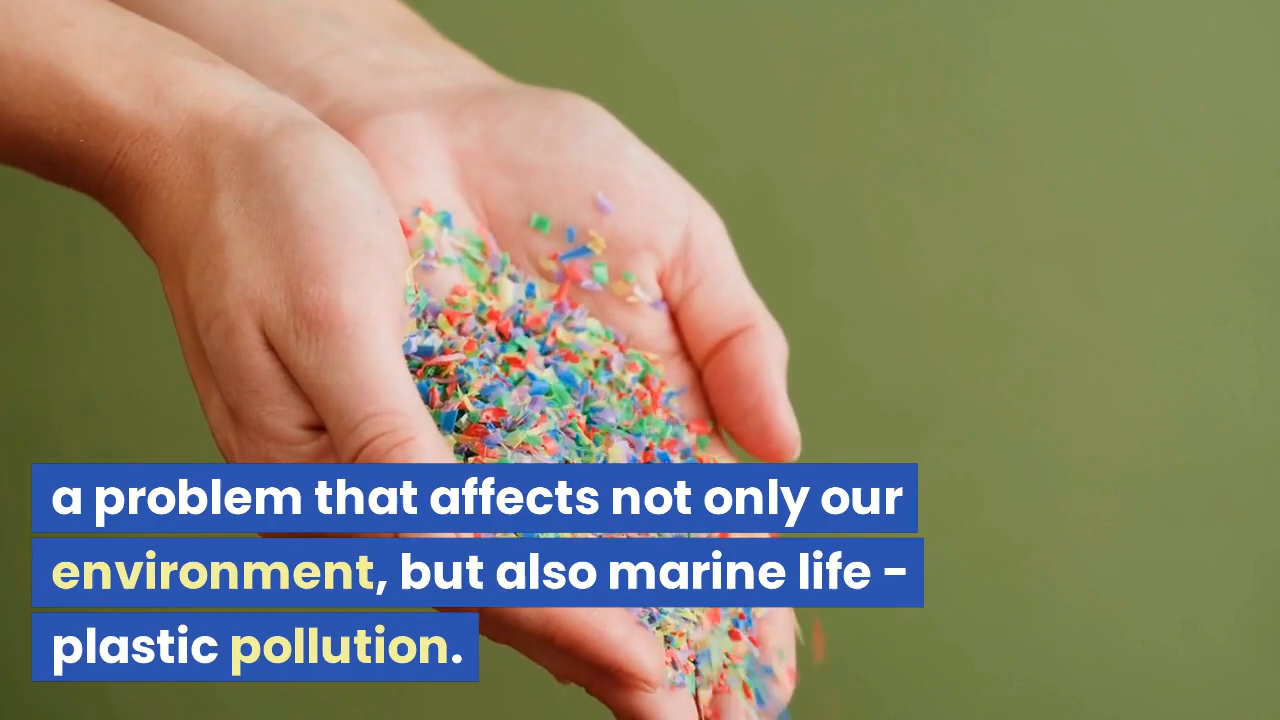 a problem that affects not only our
environment, but also marine life -
plastic pollution.